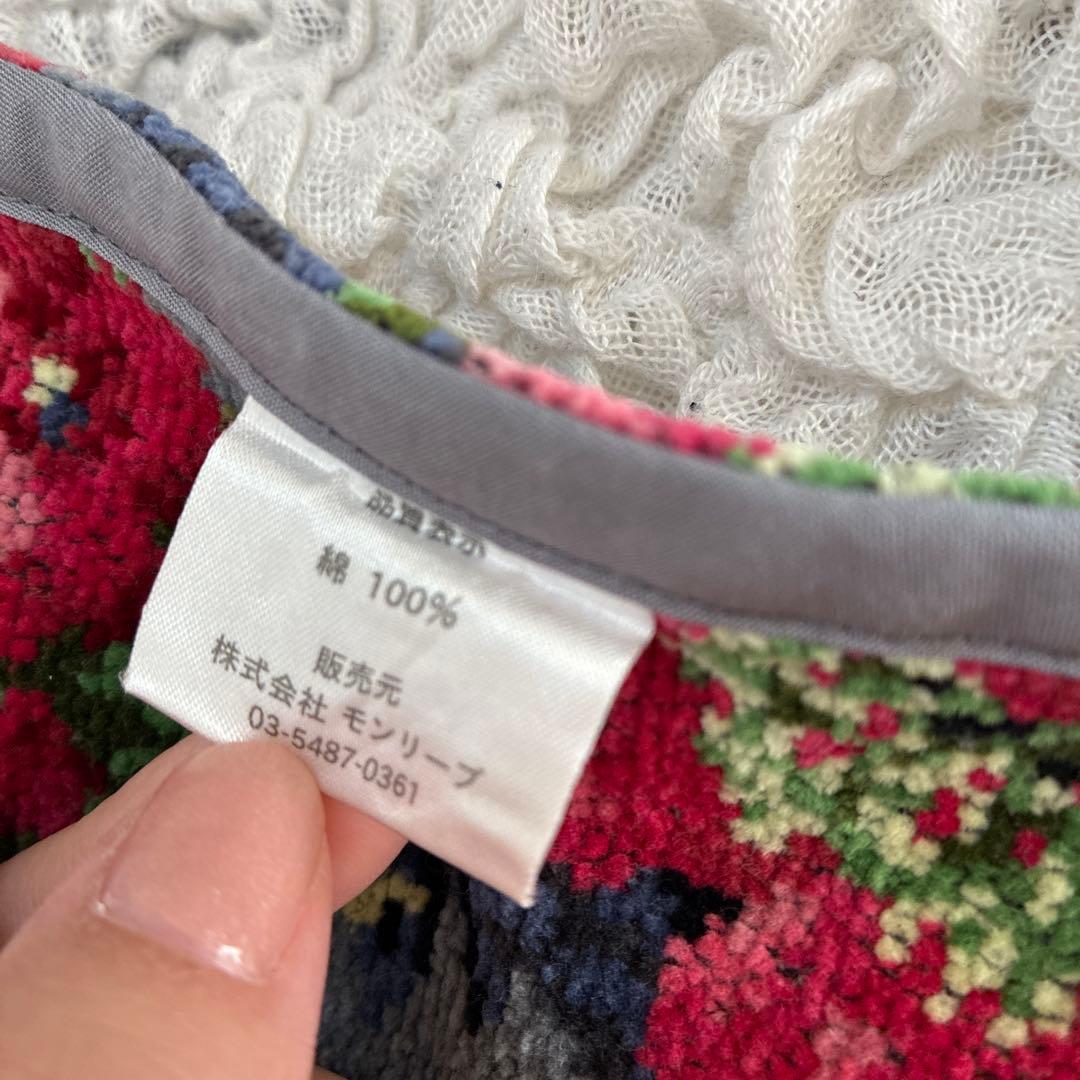 品質表示
綿 100%
販売元
株式会社 モンリーブ
03-5487-0361